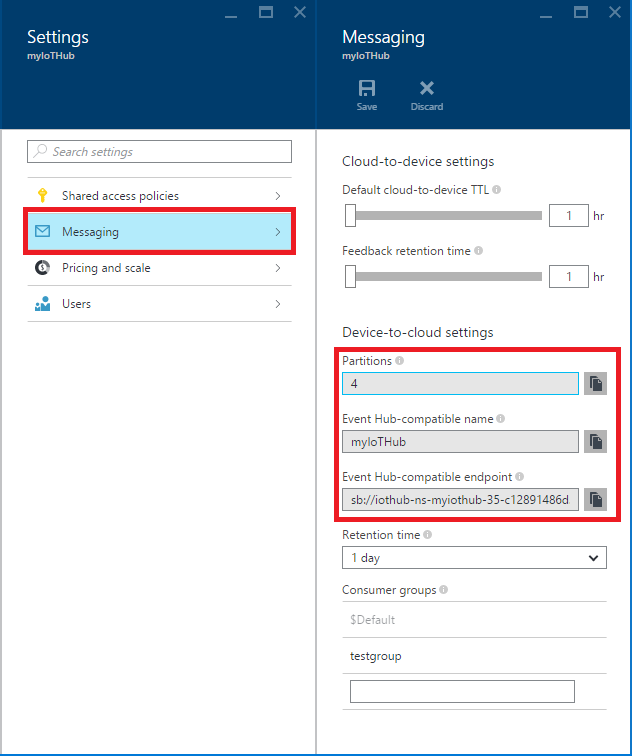 Settings
myIoTHub
Search settings
Shared access policies
Messaging
Pricing and scale
Users
Messaging
myIoTHub
Save Discard
Cloud-to-device settings
Default cloud-to-device TTL
1 hr
Feedback retention time
1 hr
Device-to-cloud settings
Partitions
4
Event Hub-compatible name
myIoTHub
Event Hub-compatible endpoint
sb://iothub-ns-myiothub-35-c12891486d
Retention time
1 day
Consumer groups
$Default
testgroup